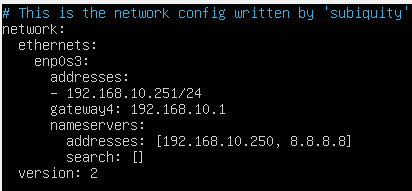 # This is the network config written by 'subiquity'
network:
  ethernets:
    enp0s3:
      addresses:
      - 192.168.10.251/24
      gateway4: 192.168.10.1
      nameservers:
        addresses: [192.168.10.250, 8.8.8.8]
        search: []
  version: 2